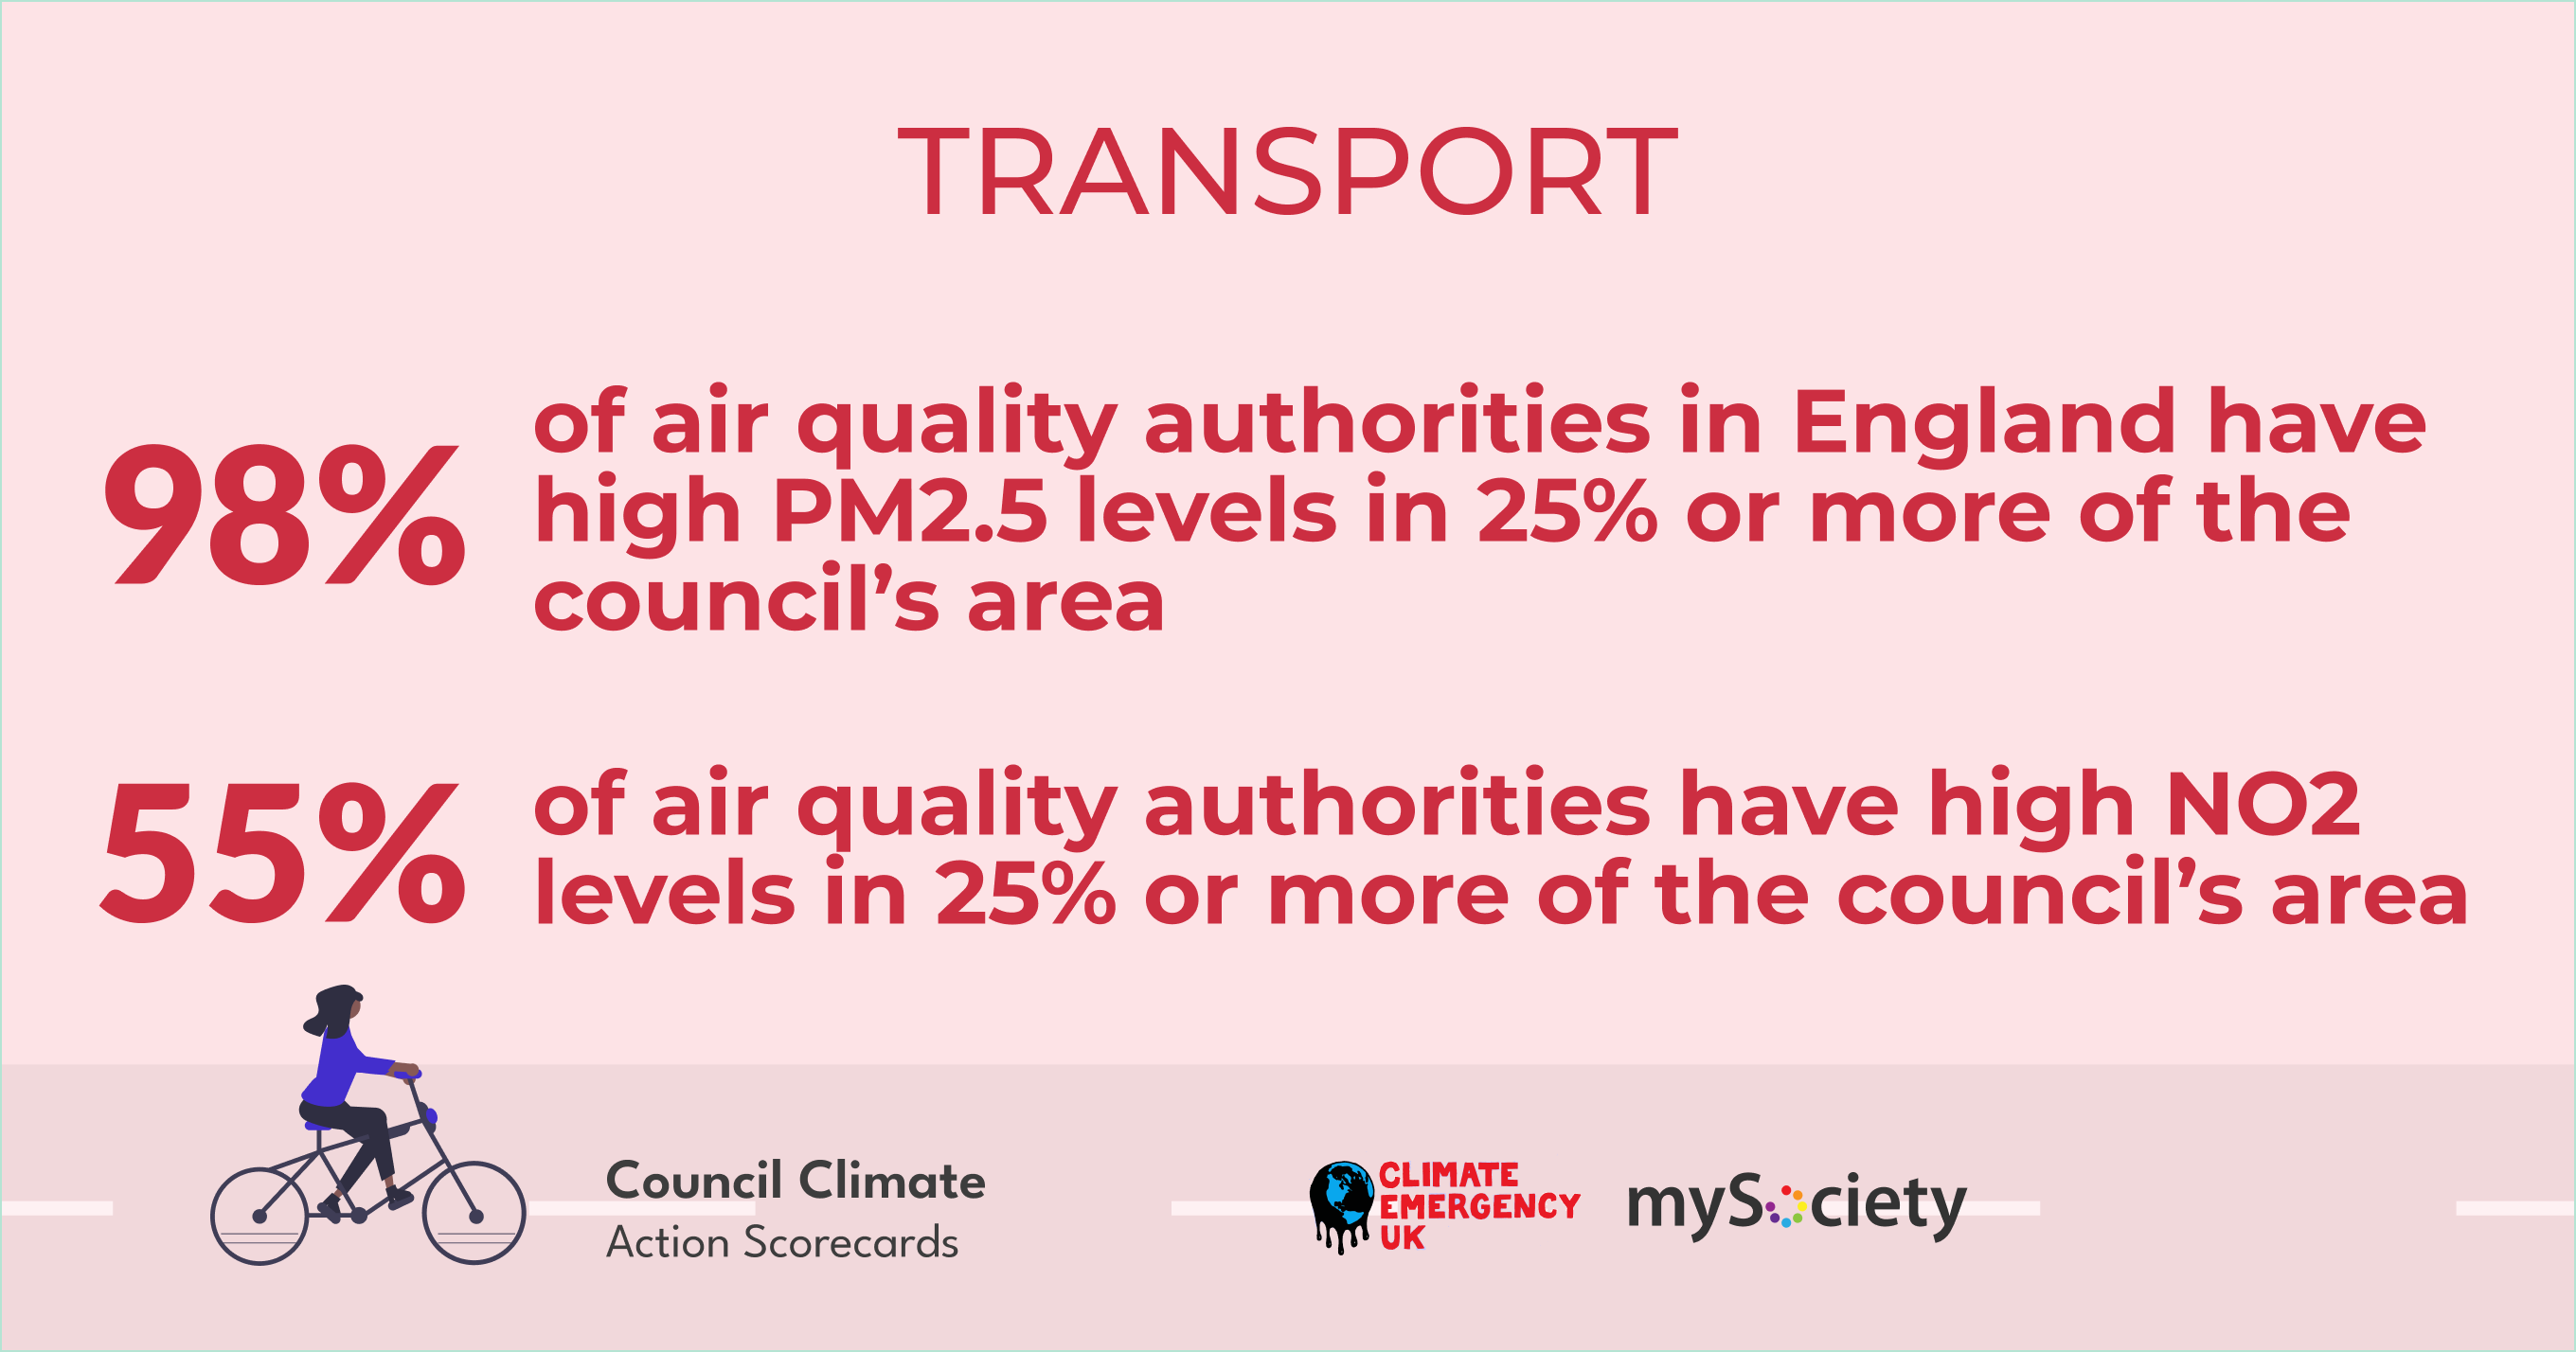 TRANSPORT
98%
of air quality authorities in England have
high PM2.5 levels in 25% or more of the
council’s area
55%
of air quality authorities have high NO2
levels in 25% or more of the council’s area
Council Climate
Action Scorecards
CLIMATE
EMERGENCY
UK
mySociety